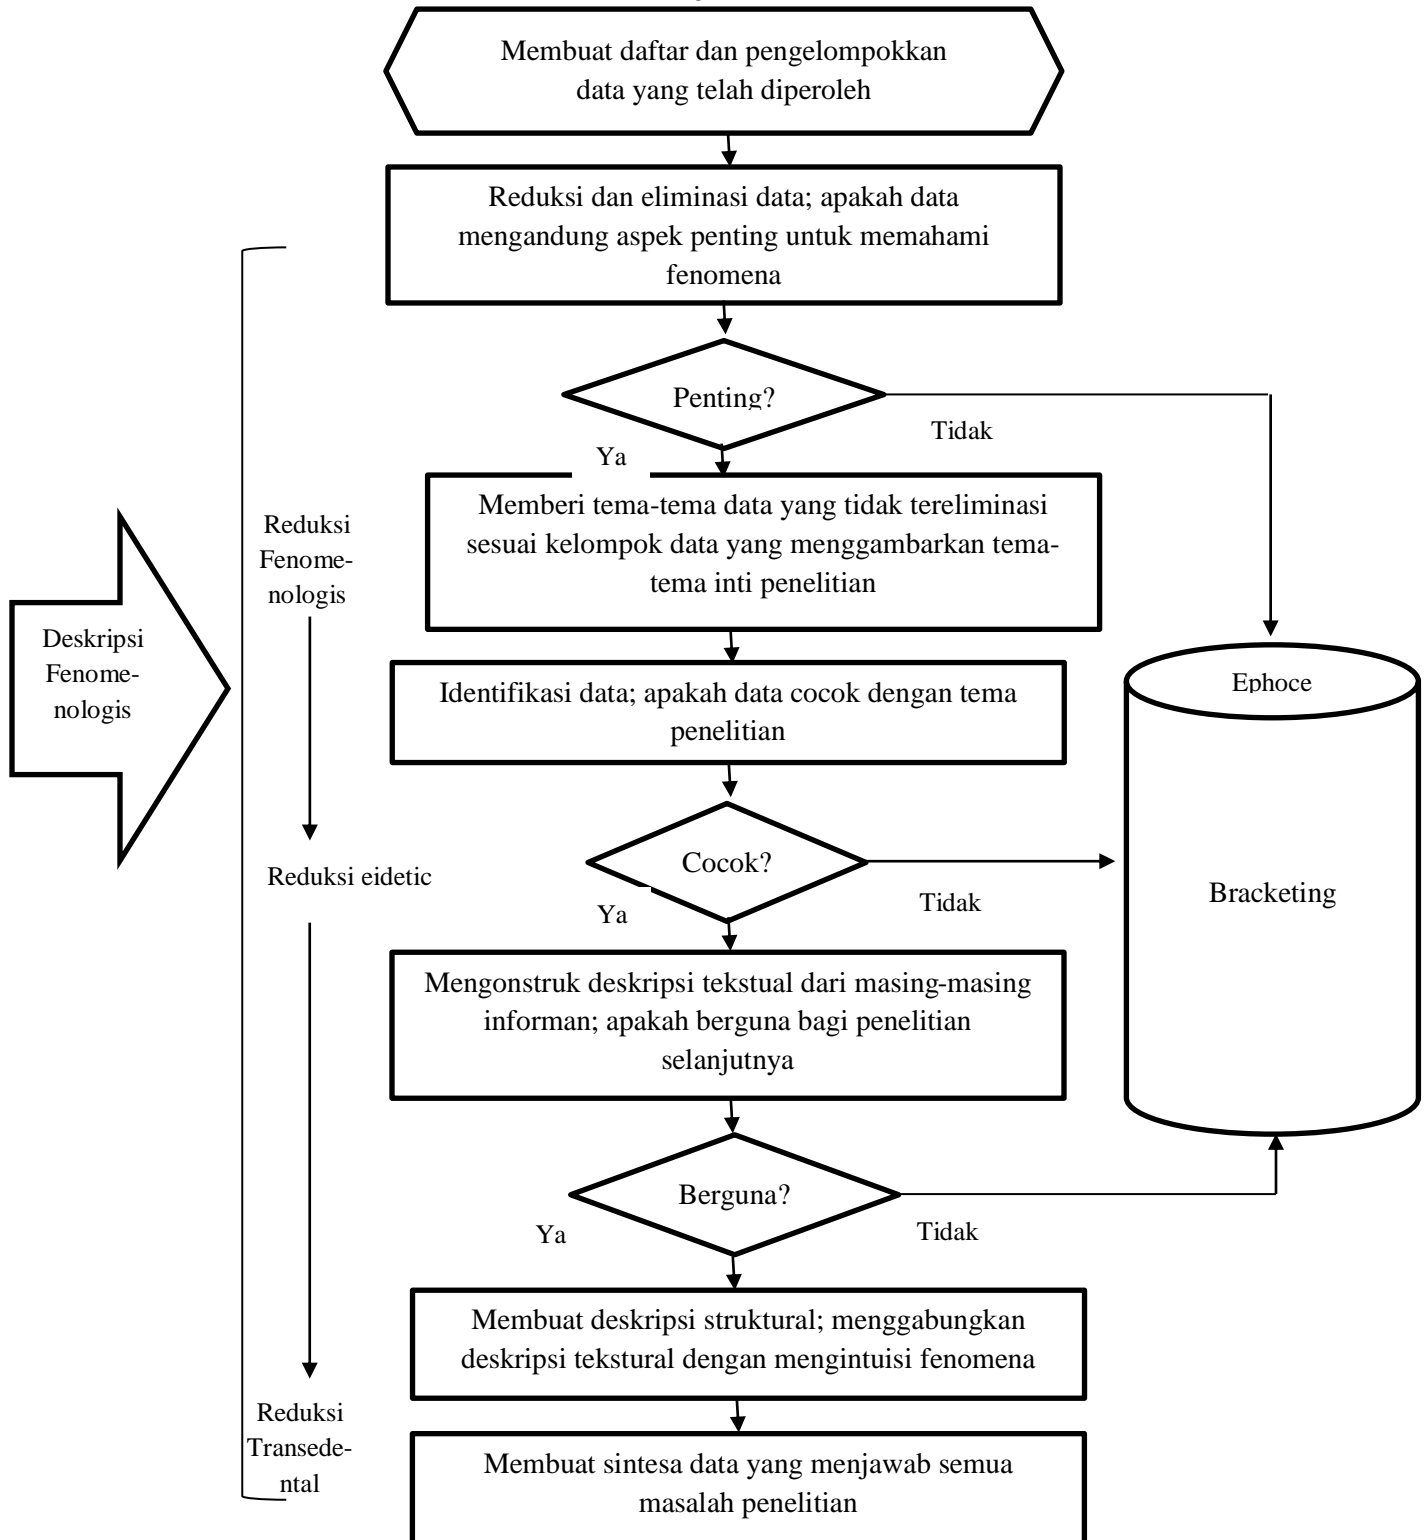 Membuat daftar dan pengelompokkan
data yang telah diperoleh
Reduksi dan eliminasi data; apakah data
mengandung aspek penting untuk memahami
fenomena
Penting?
Tidak
Ya
Memberi tema-tema data yang tidak tereliminasi
sesuai kelompok data yang menggambarkan tema-
tema inti penelitian
Reduksi
Fenome-
nologis
Deskripsi
Fenome-
nologis
Identifikasi data; apakah data cocok dengan tema
penelitian
Ephoce
Cocok?
Reduksi eidetic
Bracketing
Ya
Tidak
Mengonstruk deskripsi tekstual dari masing-masing
informan; apakah berguna bagi penelitian
selanjutnya
Berguna?
Ya
Tidak
Membuat deskripsi struktural; menggabungkan
deskripsi tekstural dengan mengintuisi fenomena
Reduksi
Transede-
ntal
Membuat sintesa data yang menjawab semua
masalah penelitian